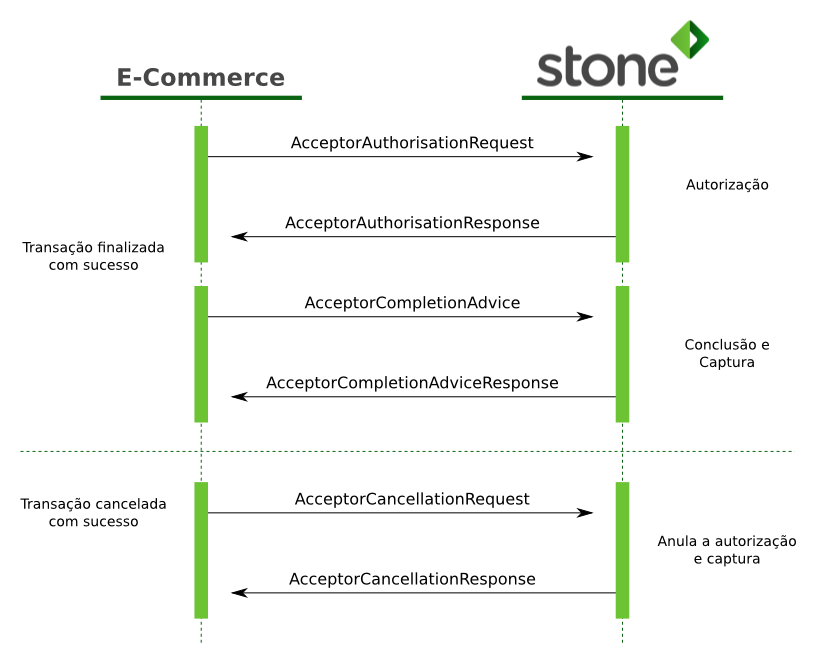 E-Commerce
stone
AcceptorAuthorisationRequest
Autorização
AcceptorAuthorisationResponse
Transação finalizada
com sucesso
AcceptorCompletionAdvice
Conclusão e
Captura
AcceptorCompletionAdviceResponse
AcceptorCancellationRequest
Transação cancelada
com sucesso
Anula a autorização
e captura
AcceptorCancellationResponse